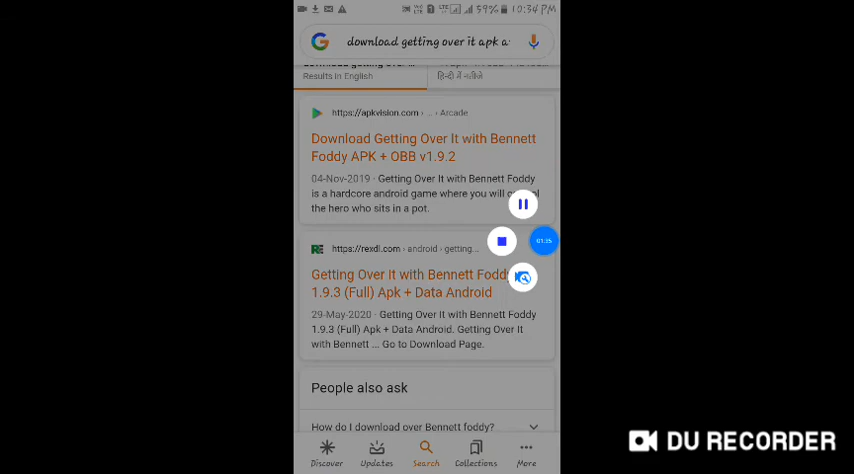 LTE 59% 10:34 PM
download getting over it apk a
Results in English
हिन्दी में नतीजे
https://apkvision.com › ... › Arcade
Download Getting Over It with Bennett
Foddy APK + OBB v1.9.2
04-Nov-2019 · Getting Over It with Bennett Foddy
is a hardcore android game where you will
the hero who sits in a pot.
01:35
https://rexdl.com › android › getting...
Getting Over It with Bennett Foddy
1.9.3 (Full) Apk + Data Android
29-May-2020 · Getting Over It with Bennett Foddy
1.9.3 (Full) Apk + Data Android. Getting Over It
with Bennett ... Go to Download Page.
People also ask
How do I download over Bennett foddy?
Discover Updates Search Collections More
DU RECORDER